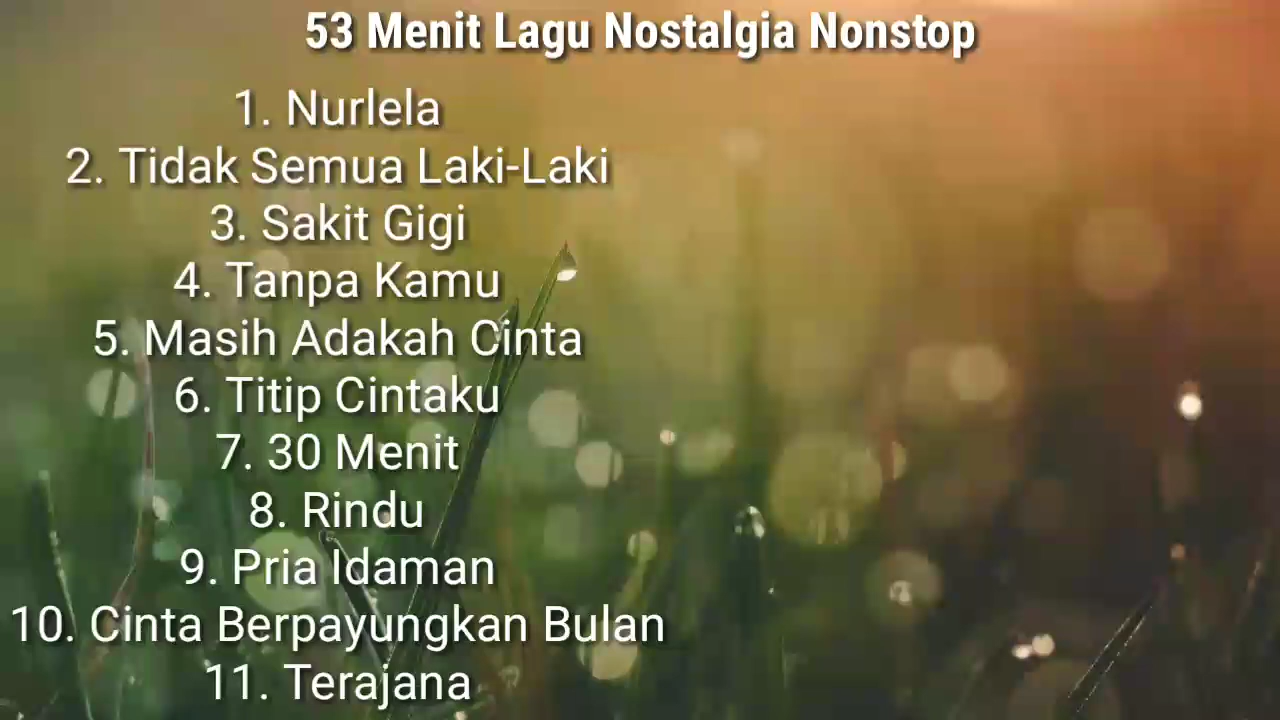 53 Menit Lagu Nostalgia Nonstop
1. Nurlela
2. Tidak Semua Laki-Laki
3. Sakit Gigi
4. Tanpa Kamu
5. Masih Adakah Cinta
6. Titip Cintaku
7. 30 Menit
8. Rindu
9. Pria Idaman
10. Cinta Berpayungkan Bulan
11. Terajana